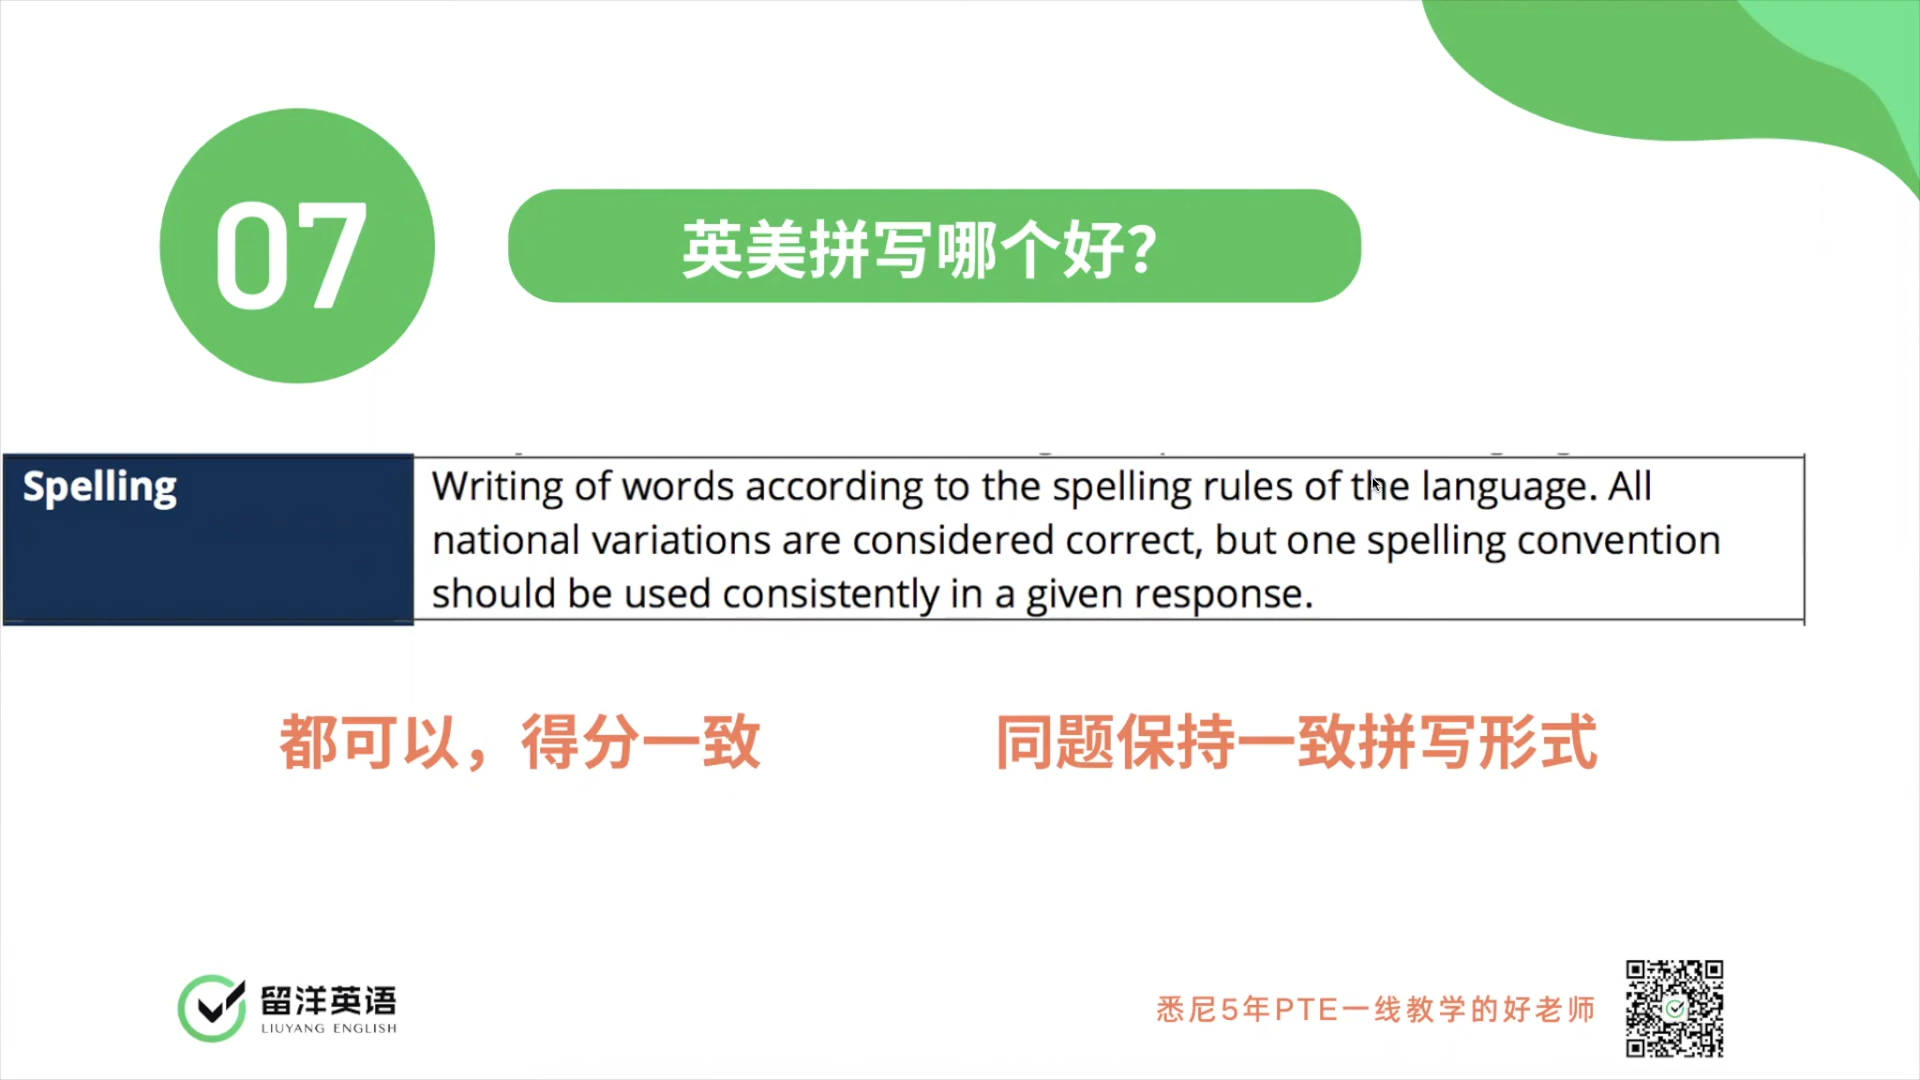 07
英美拼写哪个好?
Spelling
Writing of words according to the spelling rules of the language. All
national variations are considered correct, but one spelling convention
should be used consistently in a given response.
都可以，得分一致
同题保持一致拼写形式
留洋英语
LIUYANG ENGLISH
悉尼5年PTE一线教学的好老师